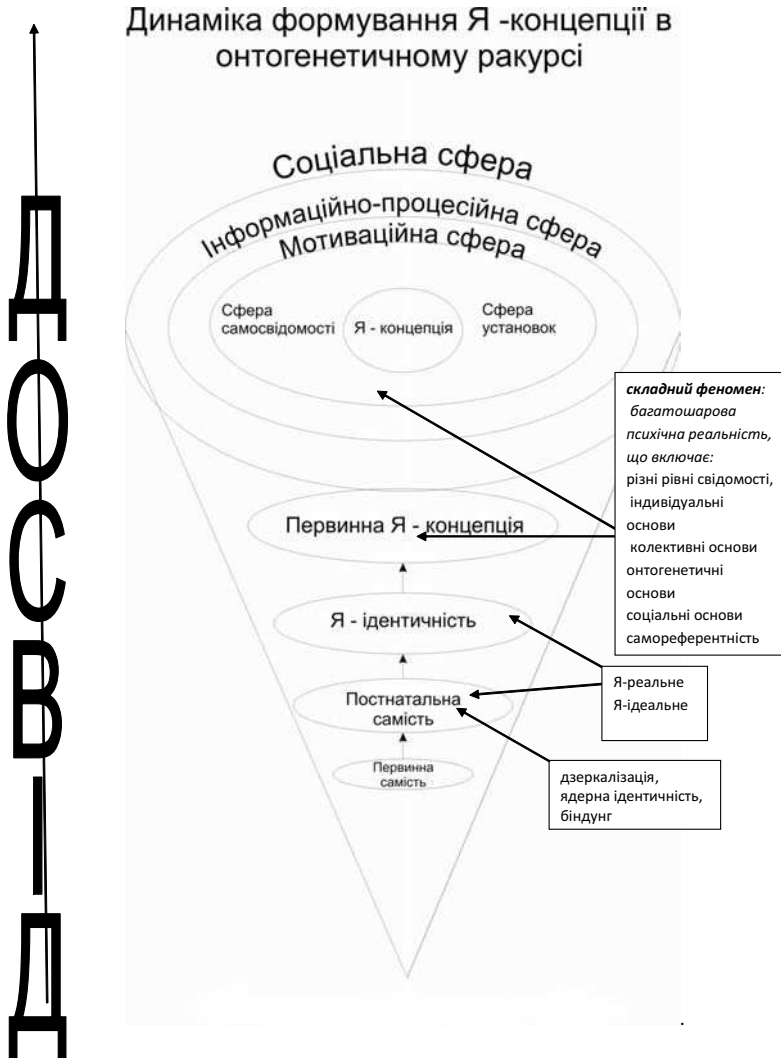 Динаміка формування Я -концепції в
онтогенетичному ракурсі
ДОСВІД
Соціальна сфера
Інформаційно-процесійна сфера
Мотиваційна сфера
Сфера
самосвідомості
Я - концепція
Сфера
установок
складний феномен:
багатошарова
психічна реальність,
що включає:
різні рівні свідомості,
індивідуальні
основи
колективні основи
онтогенетичні
основи
соціальні основи
самореферентність
Первинна Я - концепція
Я - ідентичність
Я-реальне
Я-ідеальне
Постнатальна
самість
Первинна
самість
дзеркалізація,
ядерна ідентичність,
біндунг
.